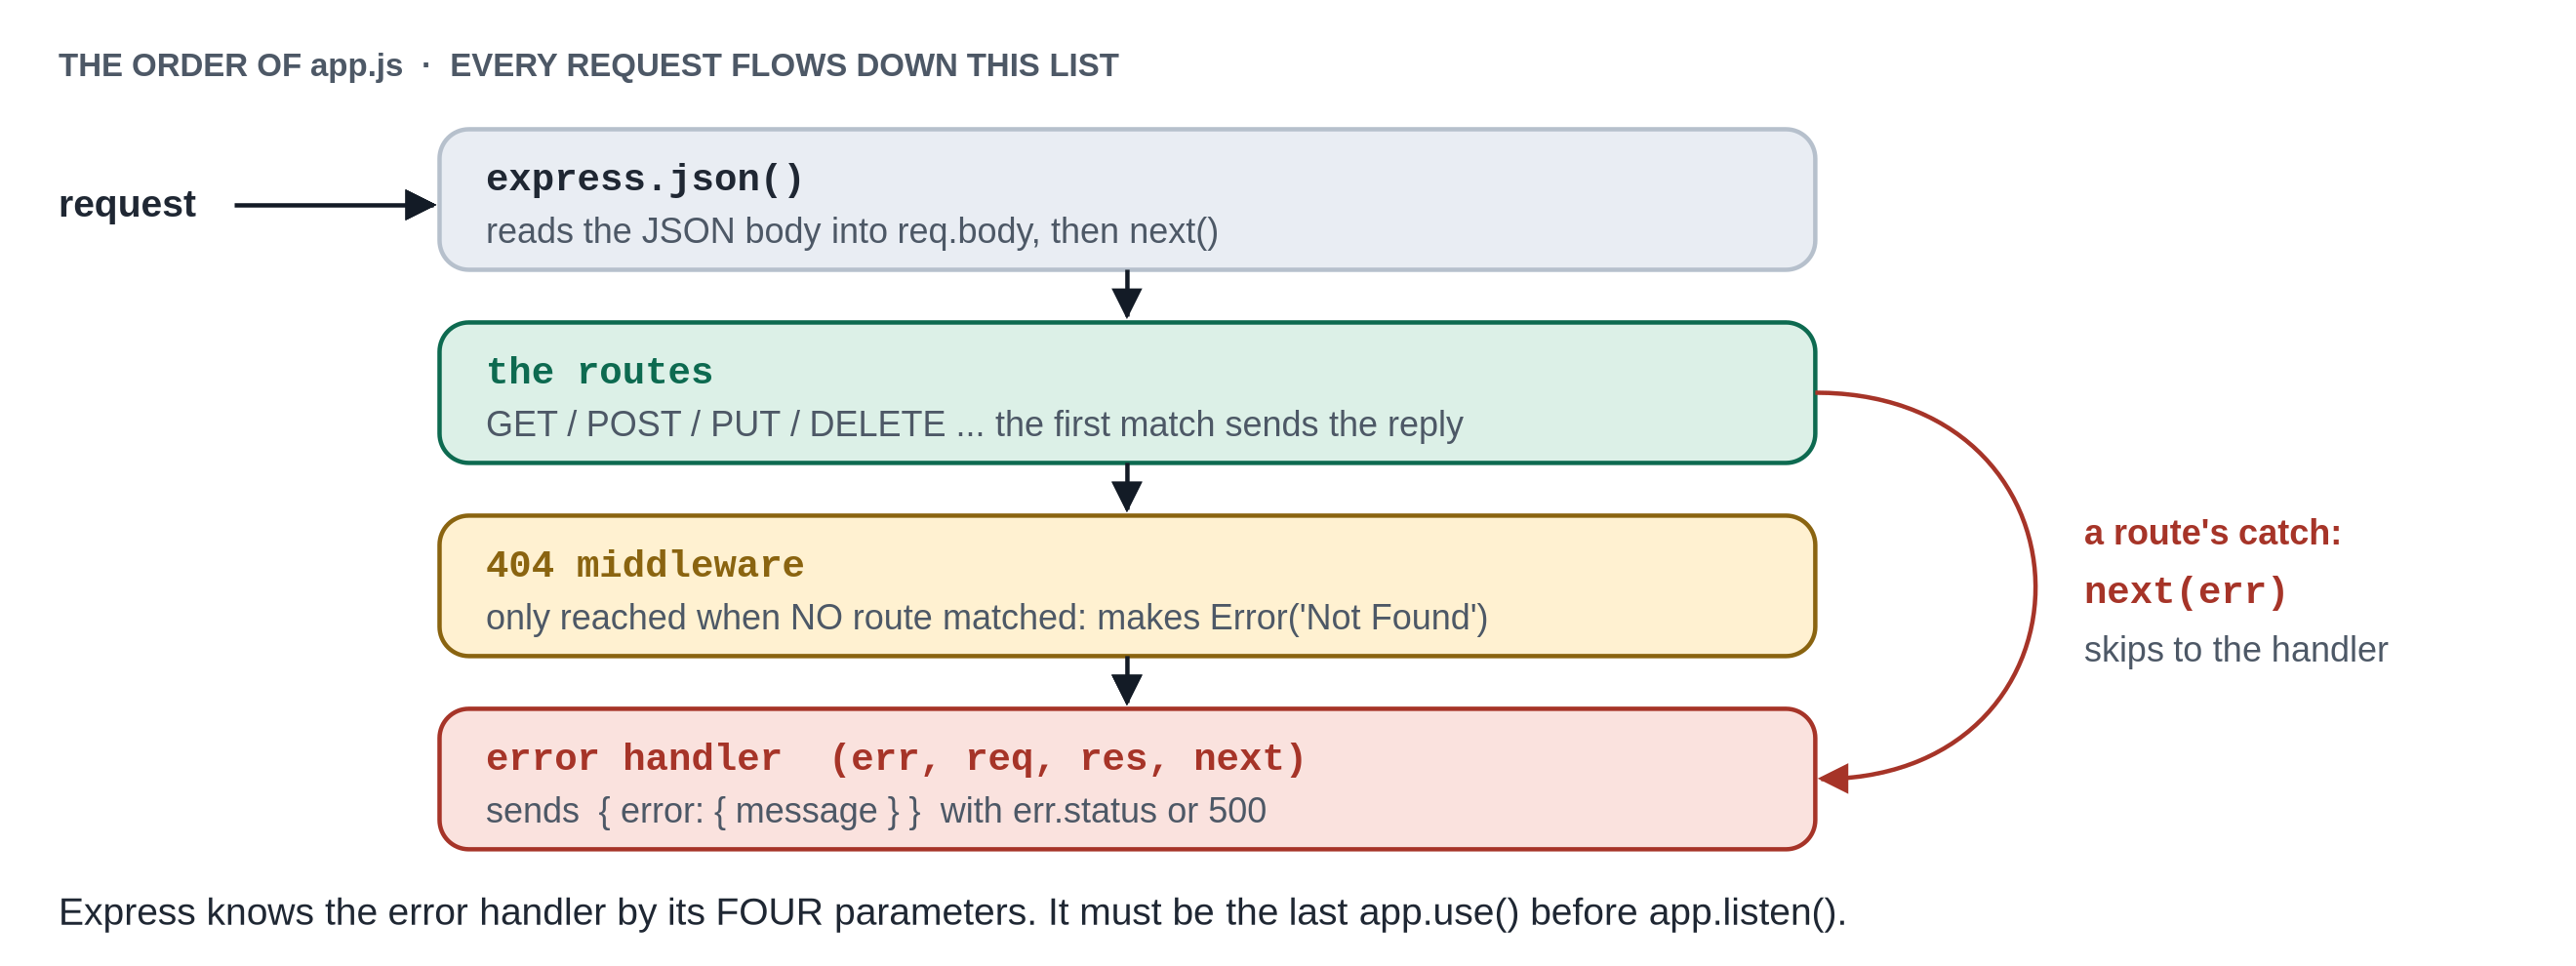 THE ORDER OF app.js · EVERY REQUEST FLOWS DOWN THIS LIST
request
express.json()
reads the JSON body into req.body, then next()
the routes
GET / POST / PUT / DELETE ... the first match sends the reply
404 middleware
only reached when NO route matched: makes Error('Not Found')
a route's catch:
next(err)
skips to the handler
error handler (err, req, res, next)
sends { error: { message } } with err.status or 500
Express knows the error handler by its FOUR parameters. It must be the last app.use() before app.listen().